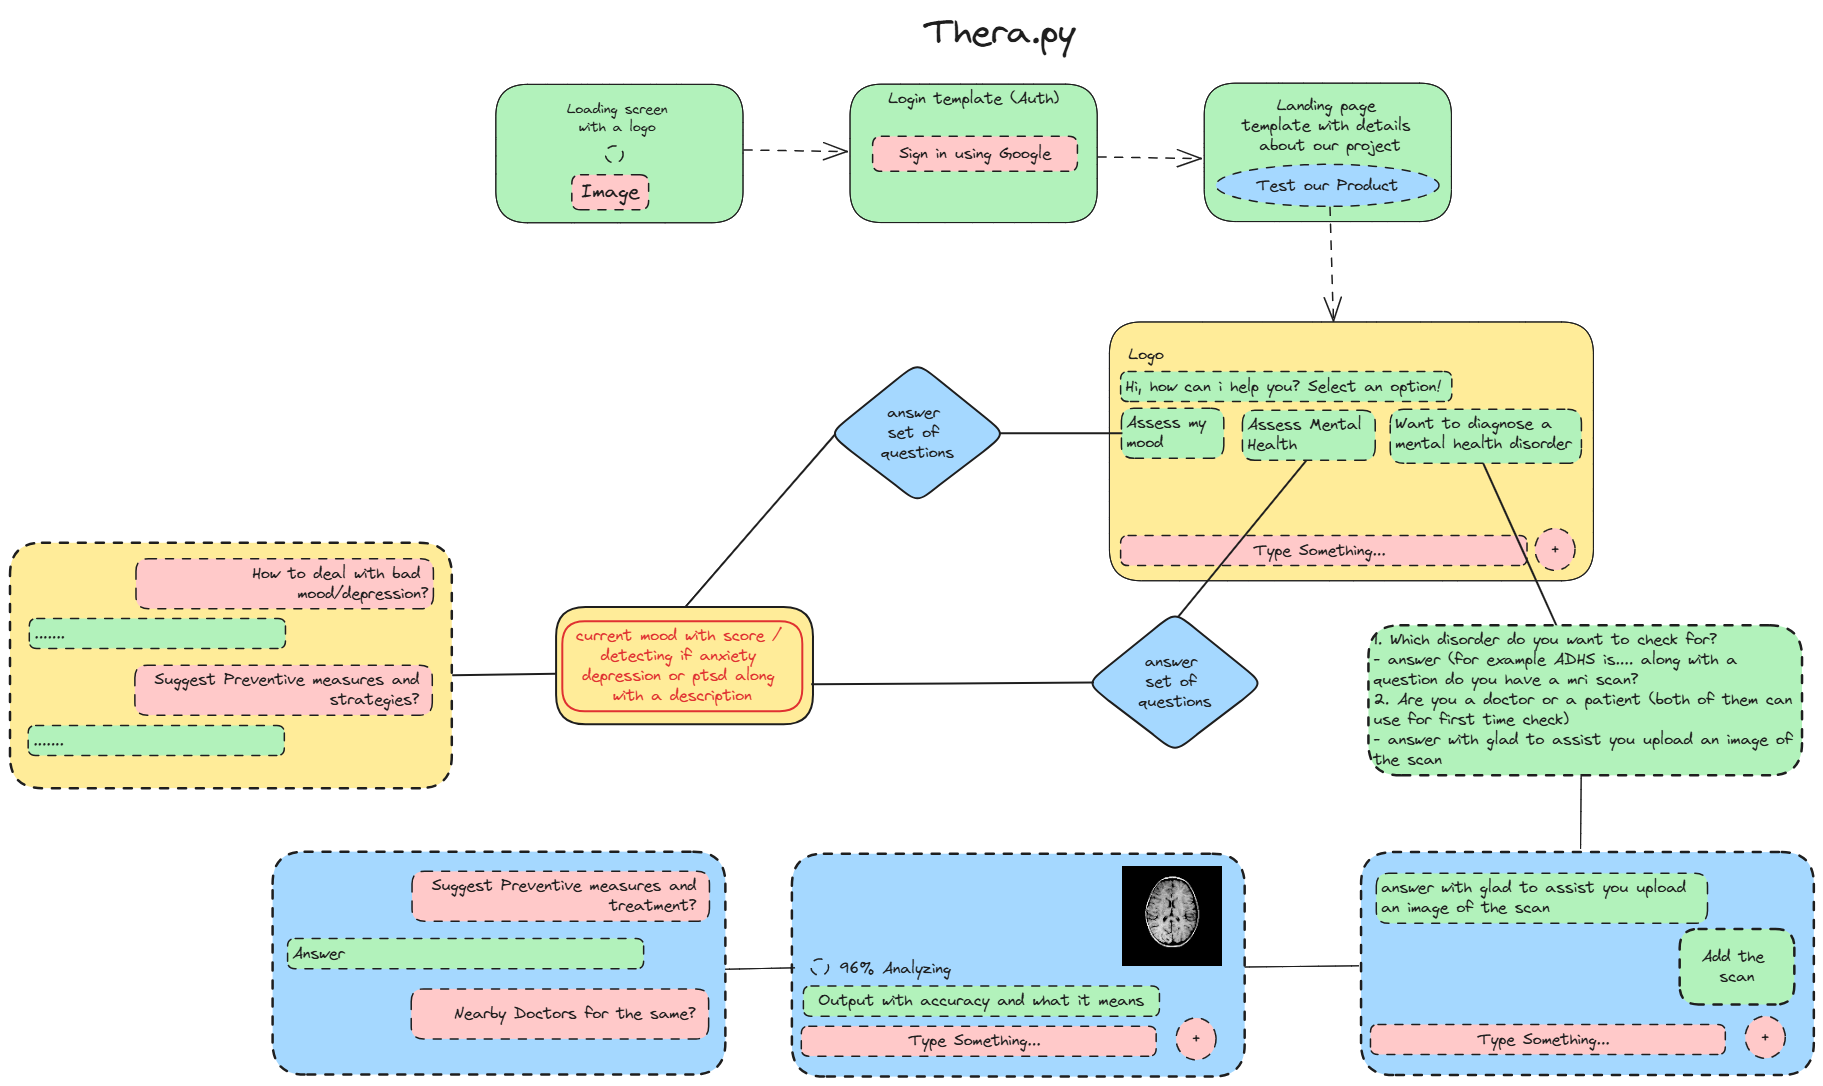 Thera.py
Loading screen
with a logo
Image
Login template (Auth)
Sign in using Google
Landing page
template with details
about our project
Test our Product
Logo
Hi, how can i help you? Select an option!
Assess my
mood
Assess Mental
Health
Want to diagnose a
mental health disorder
Type Something...
+
answer
set of
questions
How to deal with bad
mood/depression?
.......
Suggest Preventive measures and
strategies?
.......
current mood with score /
detecting if anxiety
depression or ptsd along
with a description
answer
set of
questions
1. Which disorder do you want to check for?
- answer (for example ADHS is.... along with a
question do you have a mri scan?
2. Are you a doctor or a patient (both of them can
use for first time check)
- answer with glad to assist you upload an image of
the scan
Suggest Preventive measures and
treatment?
Answer
Nearby Doctors for the same?
96% Analyzing
Output with accuracy and what it means
Type Something...
+
answer with glad to assist you upload
an image of the scan
Add the
scan
Type Something...
+